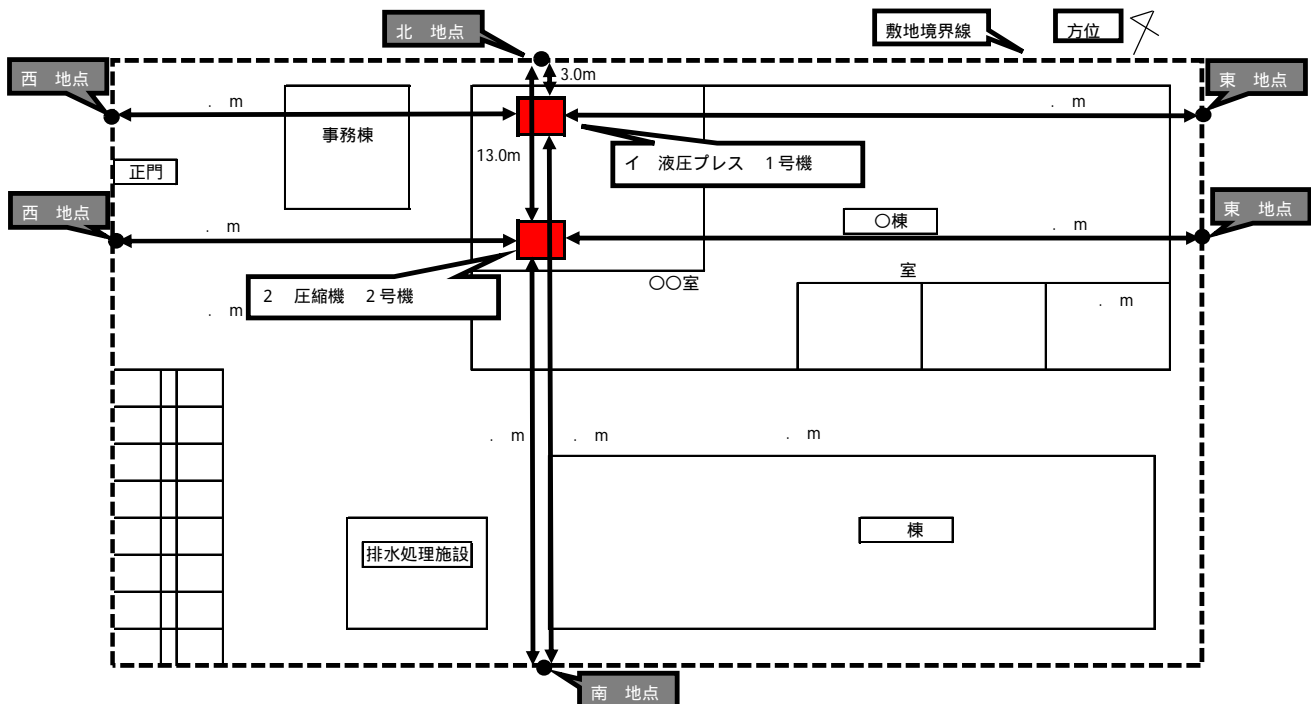 北 地点
敷地境界線
方位
西 地点
3.0m
東 地点
. m
. m
事務棟
13.0m
イ 液圧プレス 1号機
正門
西 地点
東 地点
. m
〇棟
. m
2 圧縮機 2号機
〇〇室
室
. m
. m
. m
. m
. m
棟
排水処理施設
南 地点